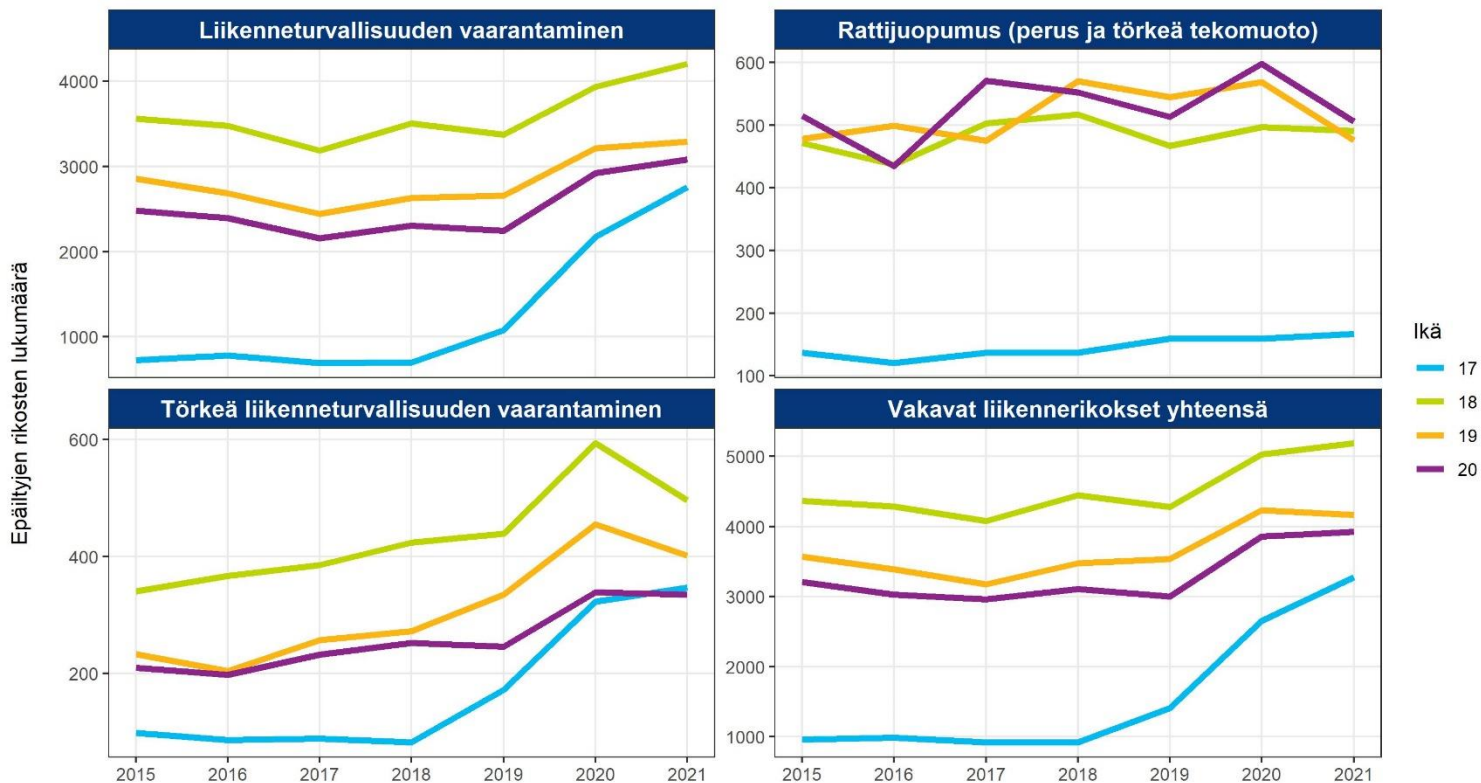 Liikenneturvallisuuden vaarantaminen
Rattijuopumus (perus ja törkeä tekomuoto)
4000
3000
2000
1000
600
500
400
300
200
100
Törkeä liikenneturvallisuuden vaarantaminen
Vakavat liikennerikokset yhteensä
600
400
200
5000
4000
3000
2000
1000
2015 2016 2017 2018 2019 2020 2021
2015 2016 2017 2018 2019 2020 2021
Epäiltyjen rikosten lukumäärä
Ikä
17
18
19
20